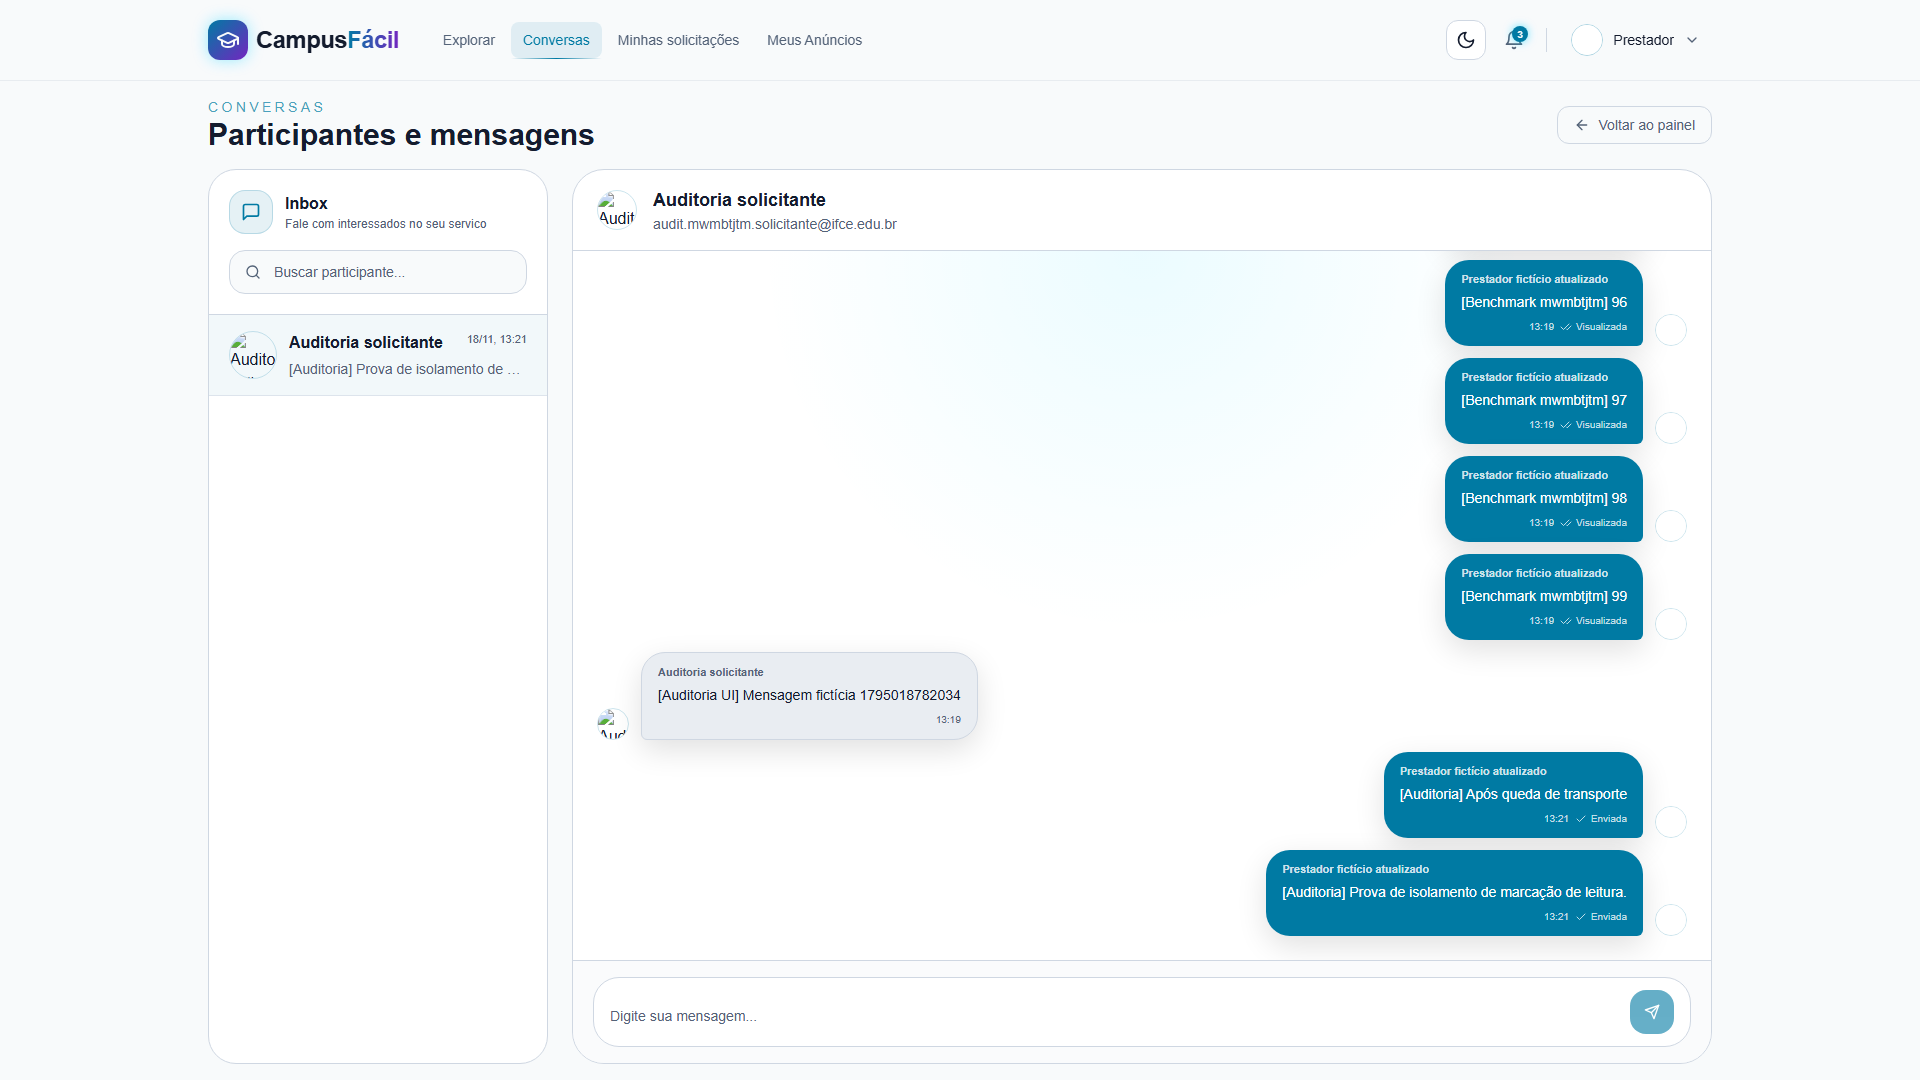 CampusFácil
Explorar
Conversas
Minhas solicitações
Meus Anúncios
3
Prestador
CONVERSAS
Participantes e mensagens
Voltar ao painel
Inbox
Fale com interessados no seu servico
Buscar participante...
Audito
Auditoria solicitante
18/11, 13:21
[Auditoria] Prova de isolamento de …
Audit
Auditoria solicitante
audit.mwmbtjtm.solicitante@ifce.edu.br
Prestador fictício atualizado
[Benchmark mwmbtjtm] 96
13:19 Visualizada
Prestador fictício atualizado
[Benchmark mwmbtjtm] 97
13:19 Visualizada
Prestador fictício atualizado
[Benchmark mwmbtjtm] 98
13:19 Visualizada
Prestador fictício atualizado
[Benchmark mwmbtjtm] 99
13:19 Visualizada
Auditoria solicitante
[Auditoria UI] Mensagem fictícia 1795018782034
13:19
Aud
Prestador fictício atualizado
[Auditoria] Após queda de transporte
13:21 Enviada
Prestador fictício atualizado
[Auditoria] Prova de isolamento de marcação de leitura.
13:21 Enviada
Digite sua mensagem...